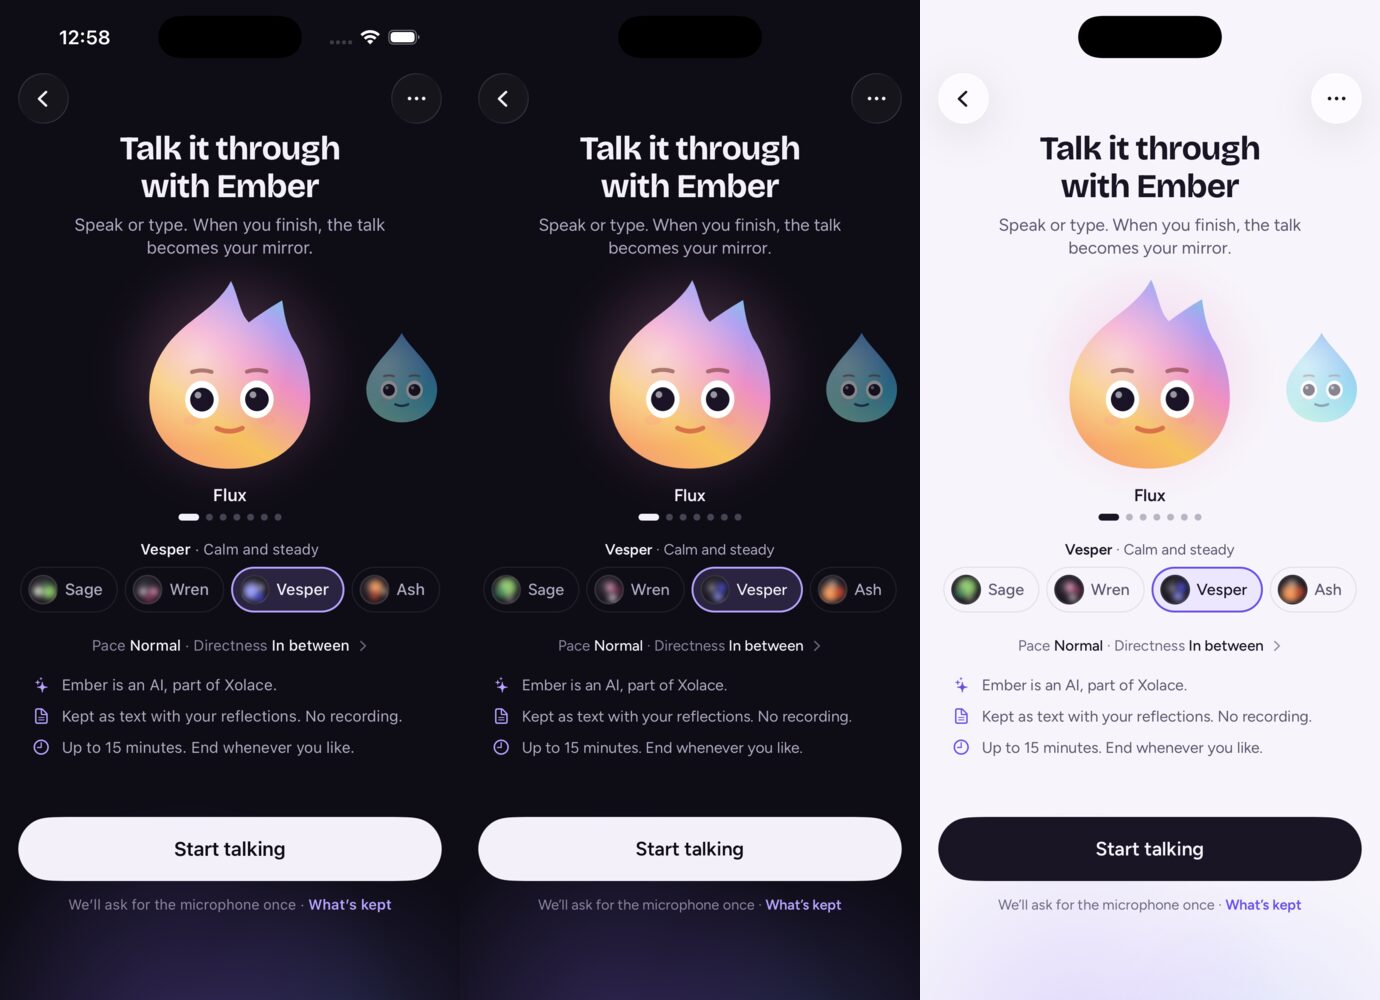 12:58
Talk it through
with Ember
Speak or type. When you finish, the talk
becomes your mirror.
Flux
Vesper · Calm and steady
Sage
Wren
Vesper
Ash
Pace Normal · Directness In between
Ember is an AI, part of Xolace.
Kept as text with your reflections. No recording.
Up to 15 minutes. End whenever you like.
Start talking
We'll ask for the microphone once · What's kept
Talk it through
with Ember
Speak or type. When you finish, the talk
becomes your mirror.
Flux
Vesper · Calm and steady
Sage
Wren
Vesper
Ash
Pace Normal · Directness In between
Ember is an AI, part of Xolace.
Kept as text with your reflections. No recording.
Up to 15 minutes. End whenever you like.
Start talking
We'll ask for the microphone once · What's kept
Talk it through
with Ember
Speak or type. When you finish, the talk
becomes your mirror.
Flux
Vesper · Calm and steady
Sage
Wren
Vesper
Ash
Pace Normal · Directness In between
Ember is an AI, part of Xolace.
Kept as text with your reflections. No recording.
Up to 15 minutes. End whenever you like.
Start talking
We'll ask for the microphone once · What's kept